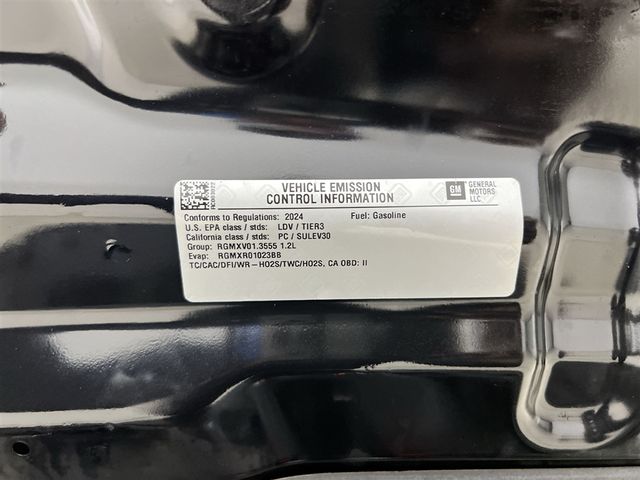 VEHICLE EMISSION
CONTROL INFORMATION
GM
GENERAL
MOTORS
LLC
Conforms to Regulations: 2024
Fuel: Gasoline
U.S. EPA class / stds: LDV / TIER3
California class / stds: PC / SULEV30
Group: RGMXV01.3555 1.2L
Evap: RGMXR01023BB
TC/CAC/DFI/WR-HO2S/TWC/HO2S, CA OBD: II